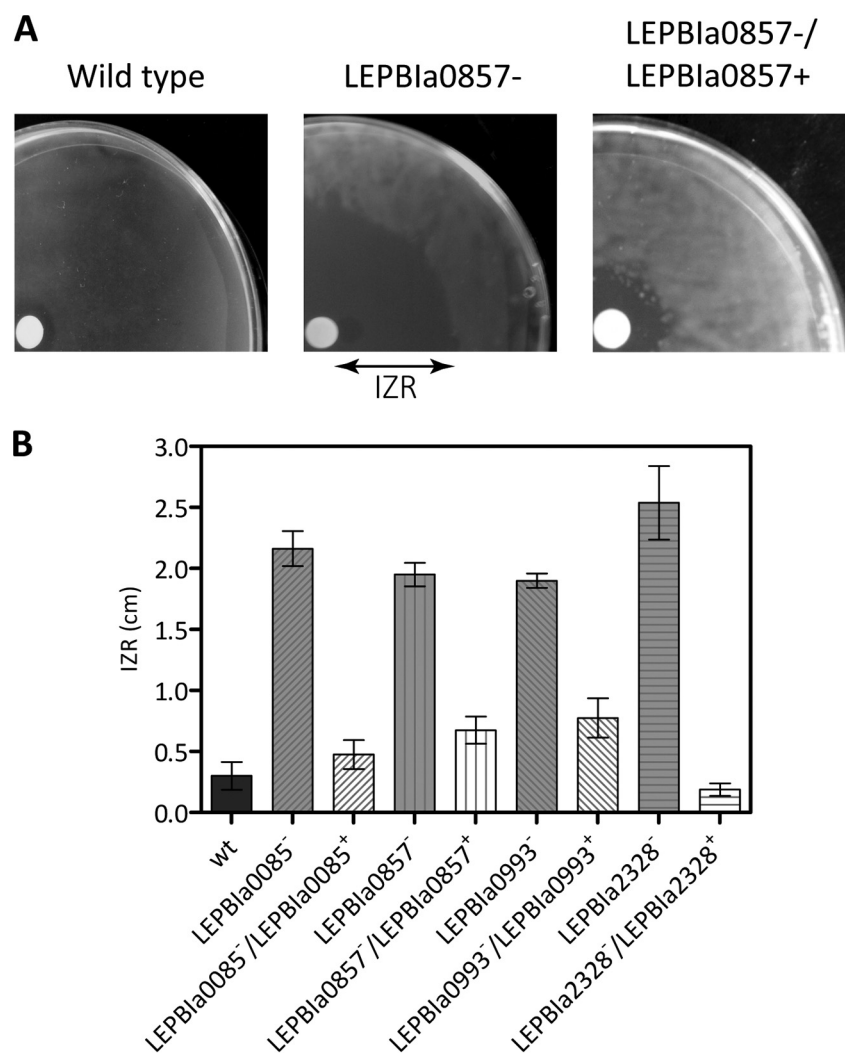 A
Wild type
LEPBIa0857-
LEPBIa0857-/
LEPBIa0857+
IZR
B
3.0
2.5
2.0
1.5
1.0
0.5
0.0
IZR (cm)
wt
LEPBIa0085⁻
LEPBIa0085⁻/LEPBIa0085⁺
LEPBIa0857⁻
LEPBIa0857⁻/LEPBIa0857⁺
LEPBIa0993⁻
LEPBIa0993⁻/LEPBIa0993⁺
LEPBIa2328⁻
LEPBIa2328⁻/LEPBIa2328⁺